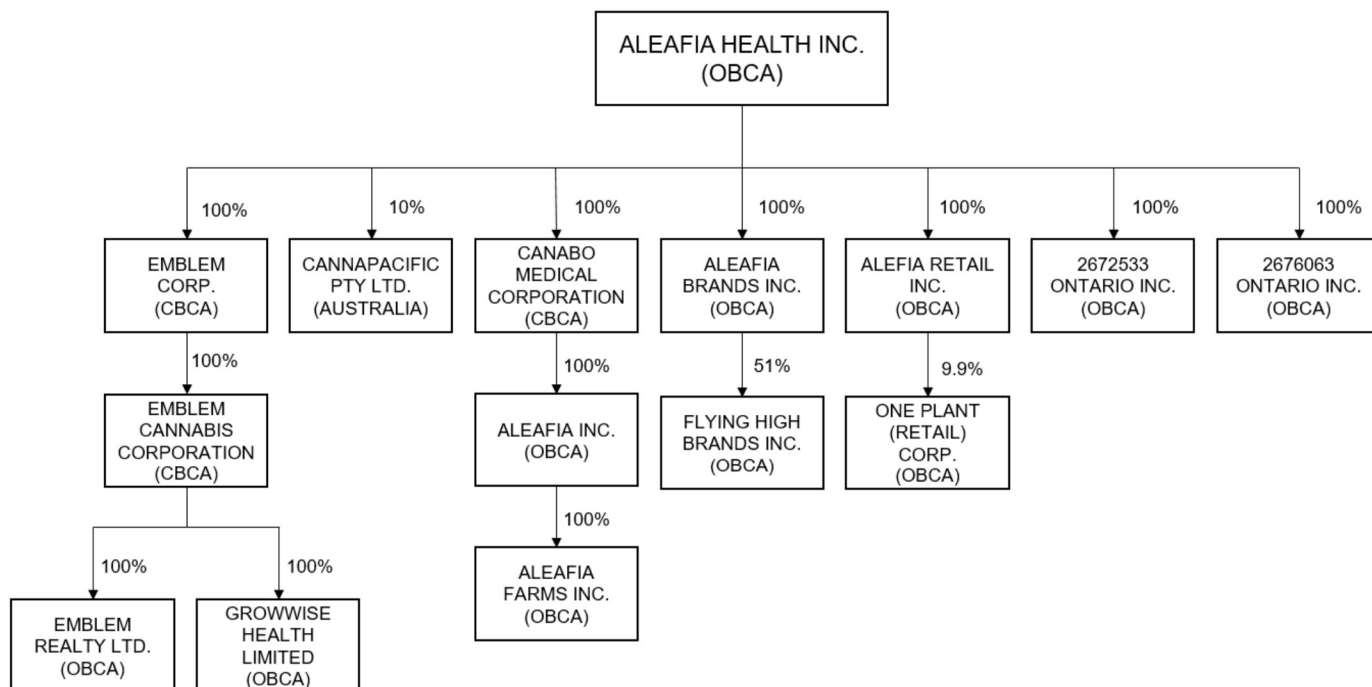 ALEAFIA HEALTH INC.
(OBCA)
100%
10%
100%
100%
100%
100%
100%
EMBLEM
CORP.
(CBCA)
CANNAPACIFIC
PTY LTD.
(AUSTRALIA)
CANABO
MEDICAL
CORPORATION
(CBCA)
ALEAFIA
BRANDS INC.
(OBCA)
ALEFIA RETAIL
INC.
(OBCA)
2672533
ONTARIO INC.
(OBCA)
2676063
ONTARIO INC.
(OBCA)
100%
100%
51%
9.9%
EMBLEM
CANNABIS
CORPORATION
(CBCA)
ALEAFIA INC.
(OBCA)
FLYING HIGH
BRANDS INC.
(OBCA)
ONE PLANT
(RETAIL)
CORP.
(OBCA)
100%
100%
100%
EMBLEM
REALTY LTD.
(OBCA)
GROWWISE
HEALTH
LIMITED
(OBCA)
ALEAFIA
FARMS INC.
(OBCA)